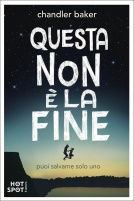 chandler baker
QUESTA
NON
È LA
FINE
puoi salvarne solo uno
HOT
SPOT!